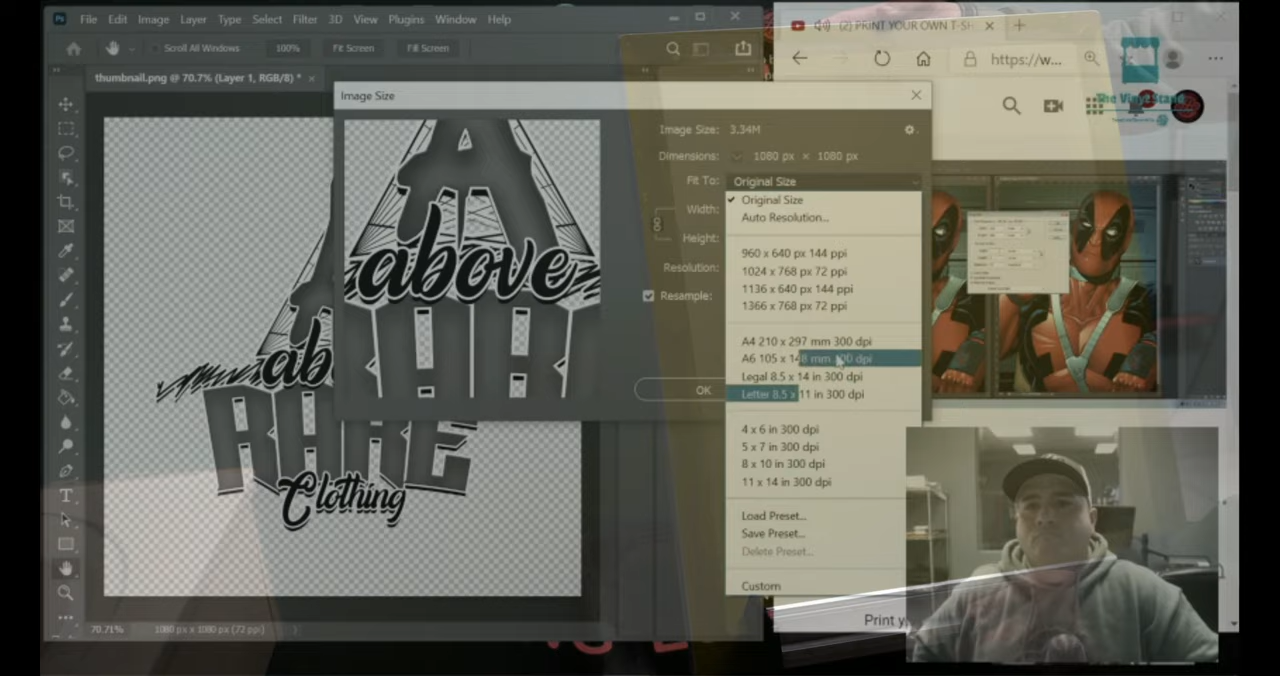 File Edit Image Layer Type Select Filter 3D View Plugins Window Help
Scroll All Windows 100% Fit Screen Fill Screen
thumbnail.png @ 70.7% (Layer 1, RGB/8) *
Image Size
Image Size: 3.34M
Dimensions: 1080 px × 1080 px
Fit To: Original Size
Width:
Height:
Resolution:
Resample:
OK
Original Size
Auto Resolution...
960 x 640 px 144 ppi
1024 x 768 px 72 ppi
1136 x 640 px 144 ppi
1366 x 768 px 72 ppi
A4 210 x 297 mm 300 dpi
A6 105 x 148 mm 300 dpi
Legal 8.5 x 14 in 300 dpi
Letter 8.5 x 11 in 300 dpi
4 x 6 in 300 dpi
5 x 7 in 300 dpi
8 x 10 in 300 dpi
11 x 14 in 300 dpi
Load Preset...
Save Preset...
Delete Preset...
Custom
A
above
A
ab
RARE
Clothing
70.71% 1080 px x 1080 px (72 ppi)
(2) PRINT YOUR OWN T-SH
https://w...
The Vinyl Stand
Print y